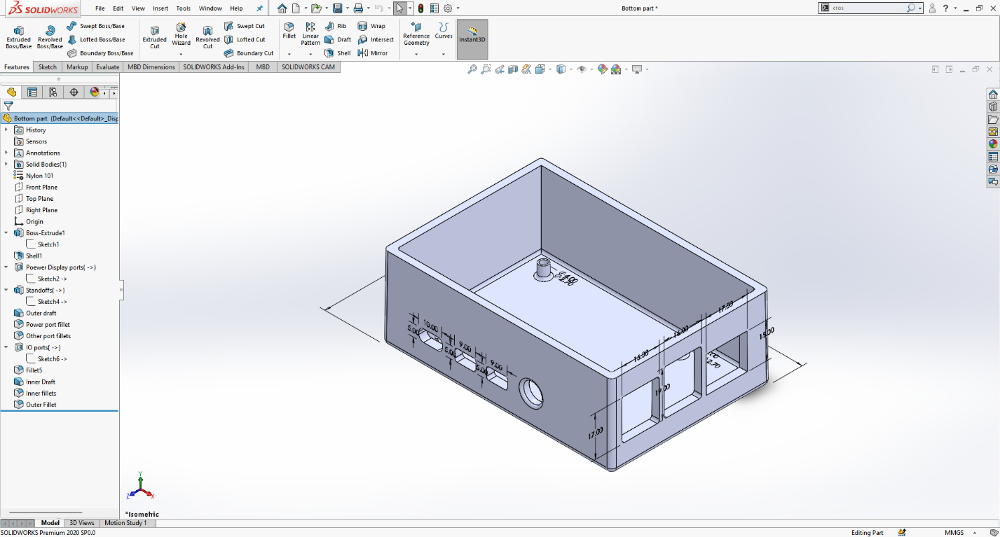 SOLIDWORKS File Edit View Insert Tools Window Help Bottom part * cros ?
Extruded Boss/Base
Revolved Boss/Base
Swept Boss/Base
Lofted Boss/Base
Boundary Boss/Base
Extruded Cut
Hole Wizard
Revolved Cut
Swept Cut
Lofted Cut
Boundary Cut
Fillet
Linear Pattern
Rib
Draft
Shell
Wrap
Intersect
Mirror
Reference Geometry
Curves
Instant3D
Features Sketch Markup Evaluate MBD Dimensions SOLIDWORKS Add-Ins MBD SOLIDWORKS CAM
Bottom part (Default<<Default>_Disp
History
Sensors
Annotations
Solid Bodies(1)
Nylon 101
Front Plane
Top Plane
Right Plane
Origin
Boss-Extrude1
Sketch1
Shell1
Poewer Display ports{ ->}
Sketch2 ->
Standoffs{ ->}
Sketch4 ->
Outer draft
Power port fillet
Other port fillets
IO ports{ ->}
Sketch6 ->
Fillet5
Inner Draft
Inner fillets
Outer Fillet
17.50
15.00
10.00
5.00
9.00
5.00
9.00
5.00
19.00
17.00
Y
Z
X
*Isometric
Model 3D Views Motion Study 1
SOLIDWORKS Premium 2020 SP0.0 Editing Part MMGS